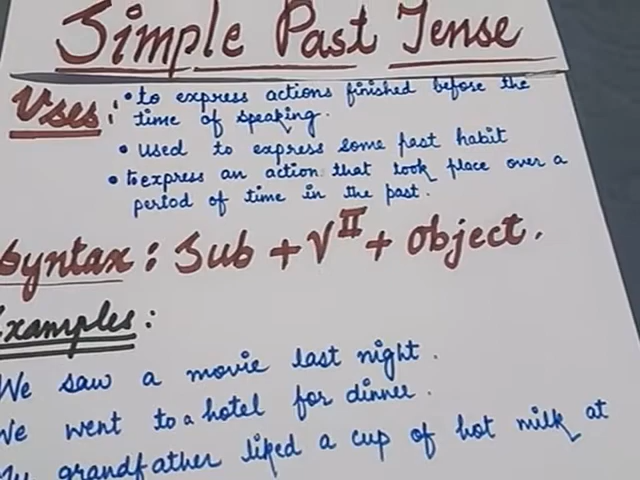 Simple Past Tense
Uses: • to express actions finished before the
time of speaking.
• used to express some past habit
• to express an action that took place over a
period of time in the past.
Syntax: Sub + V II + Object.
Examples:
We saw a movie last night.
We went to a hotel for dinner.
My grandfather liked a cup of hot milk at